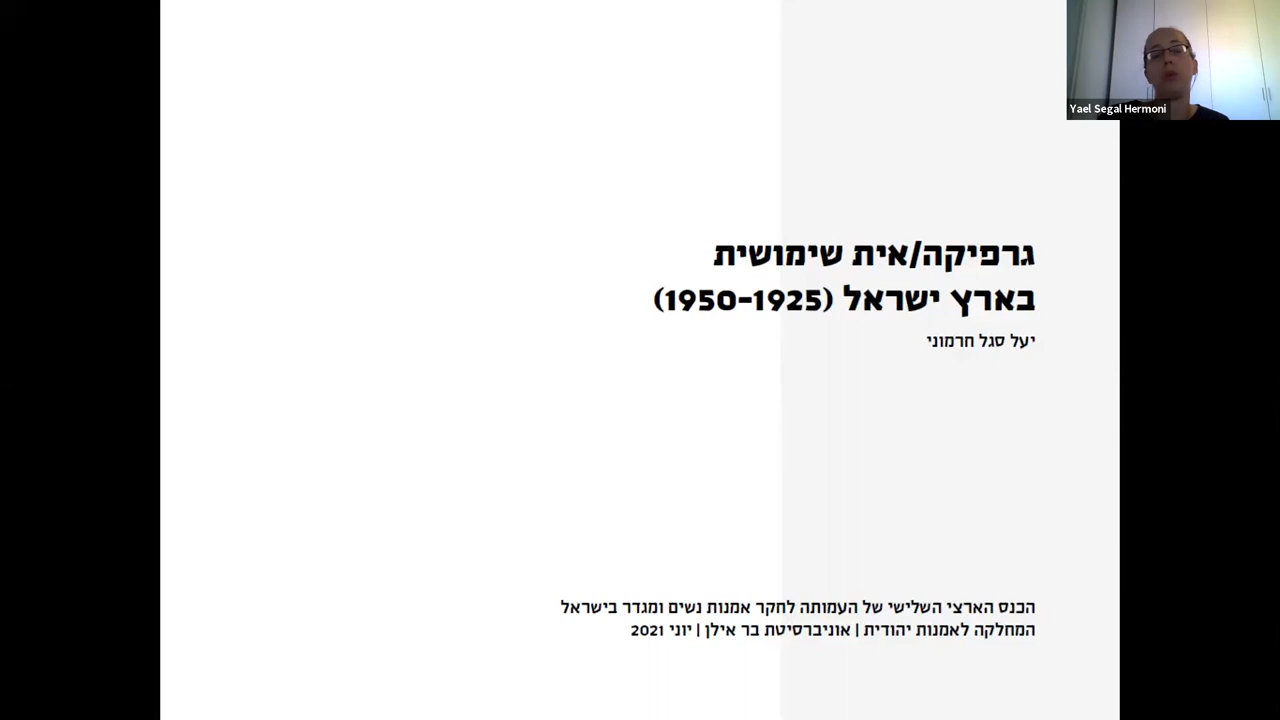 Yael Segal Hermoni
גרפיקה/אית שימושית
בארץ ישראל (1950-1925)
יעל סגל חרמוני
הכנס הארצי השלישי של העמותה לחקר אמנות נשים ומגדר בישראל
המחלקה לאמנות יהודית | אוניברסיטת בר אילן | יוני 2021